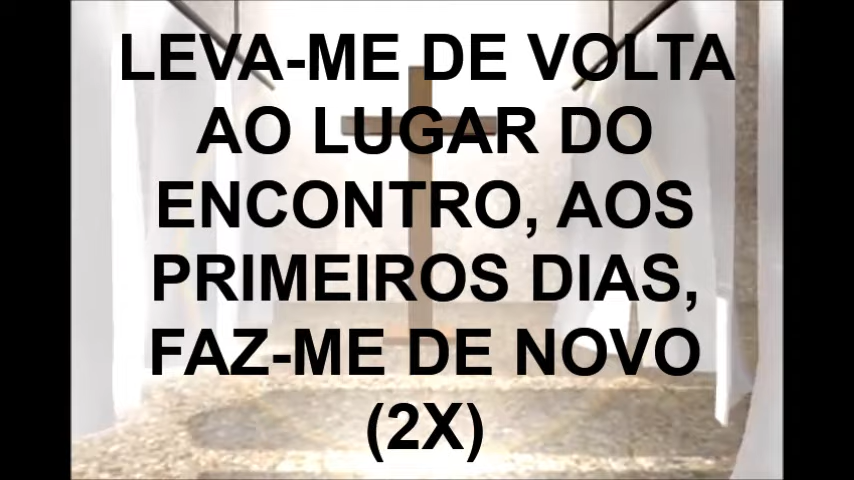 LEVA-ME DE VOLTA
AO LUGAR DO
ENCONTRO, AOS
PRIMEIROS DIAS,
FAZ-ME DE NOVO
(2X)